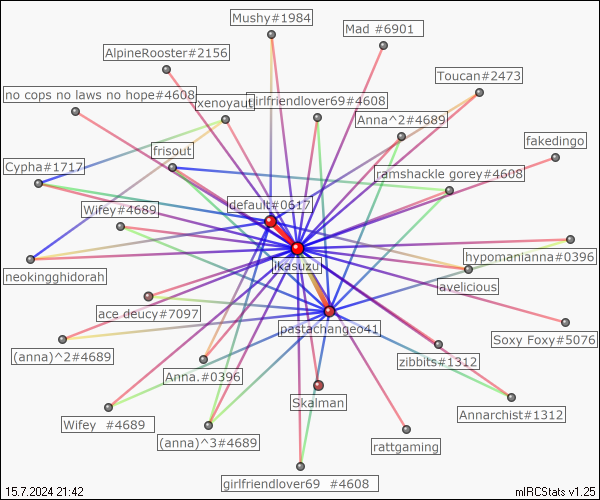 Mushy#1984
Mad #6901
AlpineRooster#2156
Toucan#2473
no cops no laws no hope#4608
xenoyaut
girlfriendlover69#4608
Anna^2#4689
fakedingo
frisout
Cypha#1717
ramshackle gorey#4608
default#0617
Wifey#4689
hypomanianna#0396
neokingghidorah
ikasuzu
avelicious
ace.deucy#7097
pastachangeo41
Soxy Foxy#5076
(anna)^2#4689
zibbits#1312
Anna.#0396
Skalman
Annarchist#1312
Wifey  #4689
(anna)^3#4689
rattgaming
girlfriendlover69  #4608
15.7.2024 21:42
mIRCStats v1.25